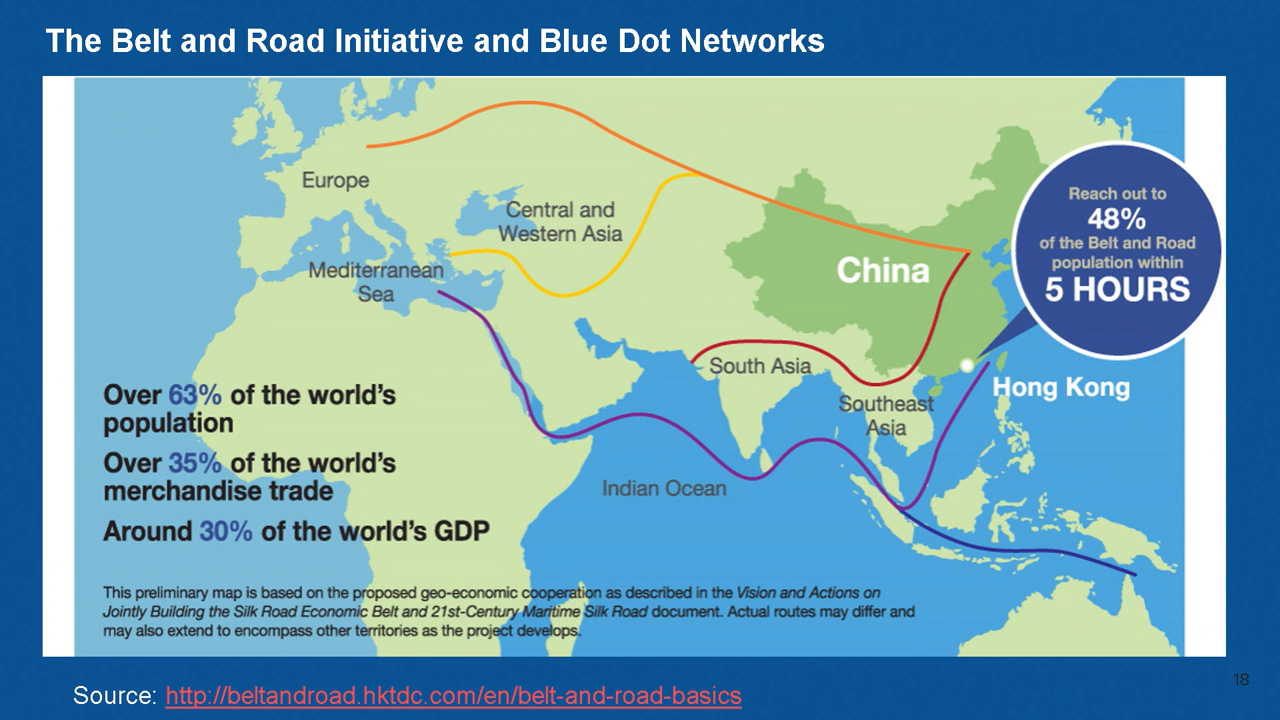 The Belt and Road Initiative and Blue Dot Networks
Reach out to
48%
of the Belt and Road
population within
5 HOURS
Europe
Central and
Western Asia
Mediterranean
Sea
China
South Asia
Southeast
Asia
Hong Kong
Indian Ocean
Over 63% of the world's
population
Over 35% of the world's
merchandise trade
Around 30% of the world's GDP
This preliminary map is based on the proposed geo-economic cooperation as described in the Vision and Actions on
Jointly Building the Silk Road Economic Belt and 21st-Century Maritime Silk Road document. Actual routes may differ and
may also extend to encompass other territories as the project develops.
18
Source: http://beltandroad.hktdc.com/en/belt-and-road-basics